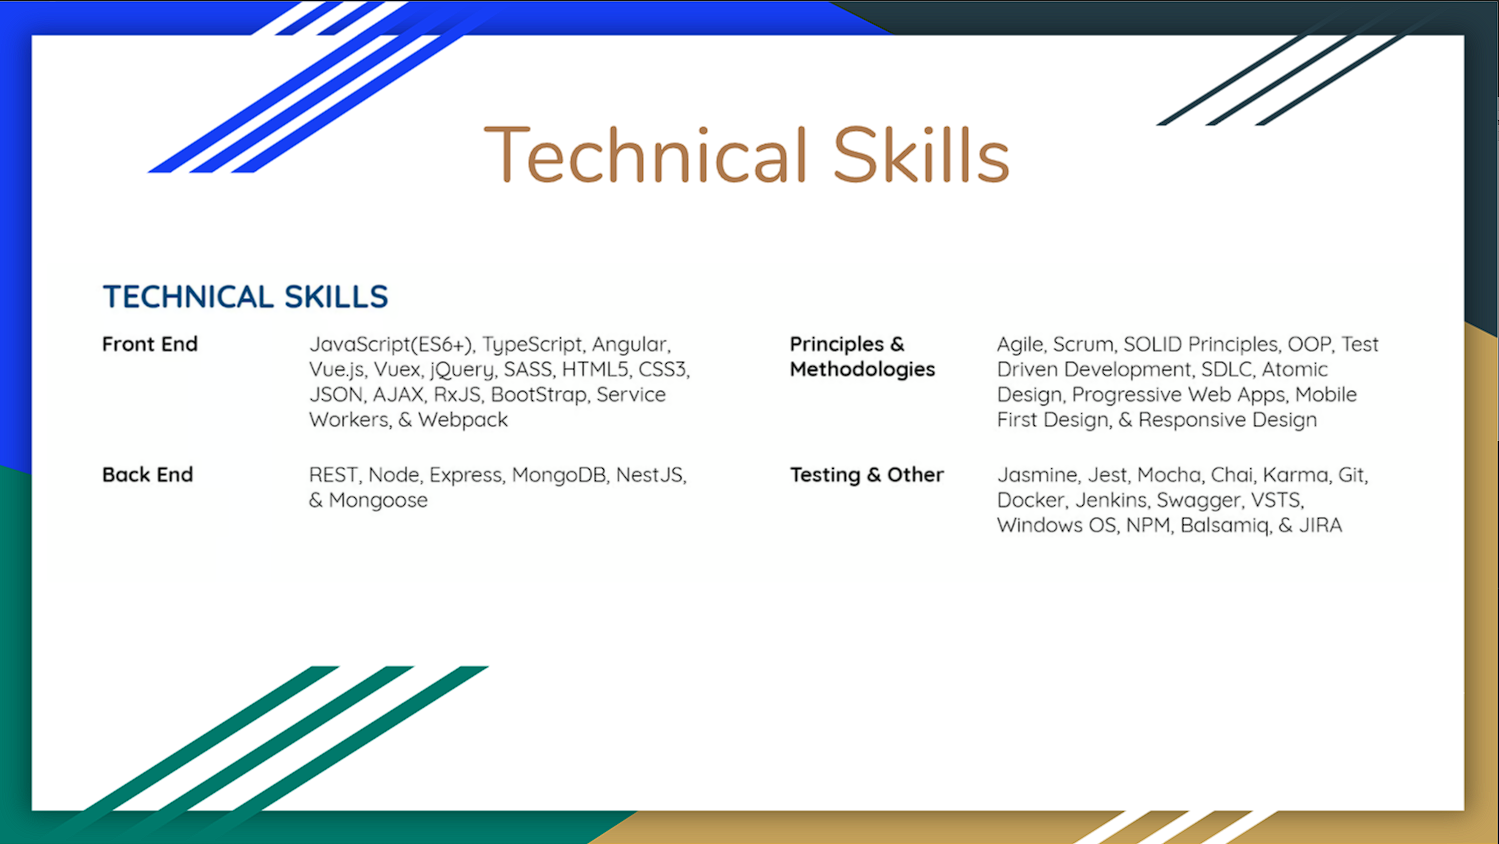 Technical Skills
TECHNICAL SKILLS
Front End
JavaScript(ES6+), TypeScript, Angular,
Vue.js, Vuex, jQuery, SASS, HTML5, CSS3,
JSON, AJAX, RxJS, BootStrap, Service
Workers, & Webpack
Back End
REST, Node, Express, MongoDB, NestJS,
& Mongoose
Principles &
Methodologies
Agile, Scrum, SOLID Principles, OOP, Test
Driven Development, SDLC, Atomic
Design, Progressive Web Apps, Mobile
First Design, & Responsive Design
Testing & Other
Jasmine, Jest, Mocha, Chai, Karma, Git,
Docker, Jenkins, Swagger, VSTS,
Windows OS, NPM, Balsamiq, & JIRA